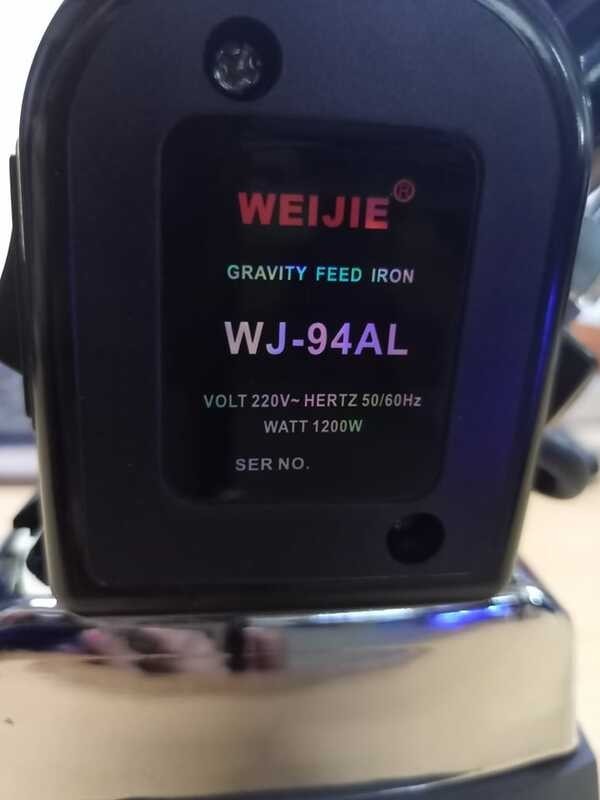 WEIJIE®
GRAVITY FEED IRON
WJ-94AL
VOLT 220V~ HERTZ 50/60Hz
WATT 1200W
SER NO.